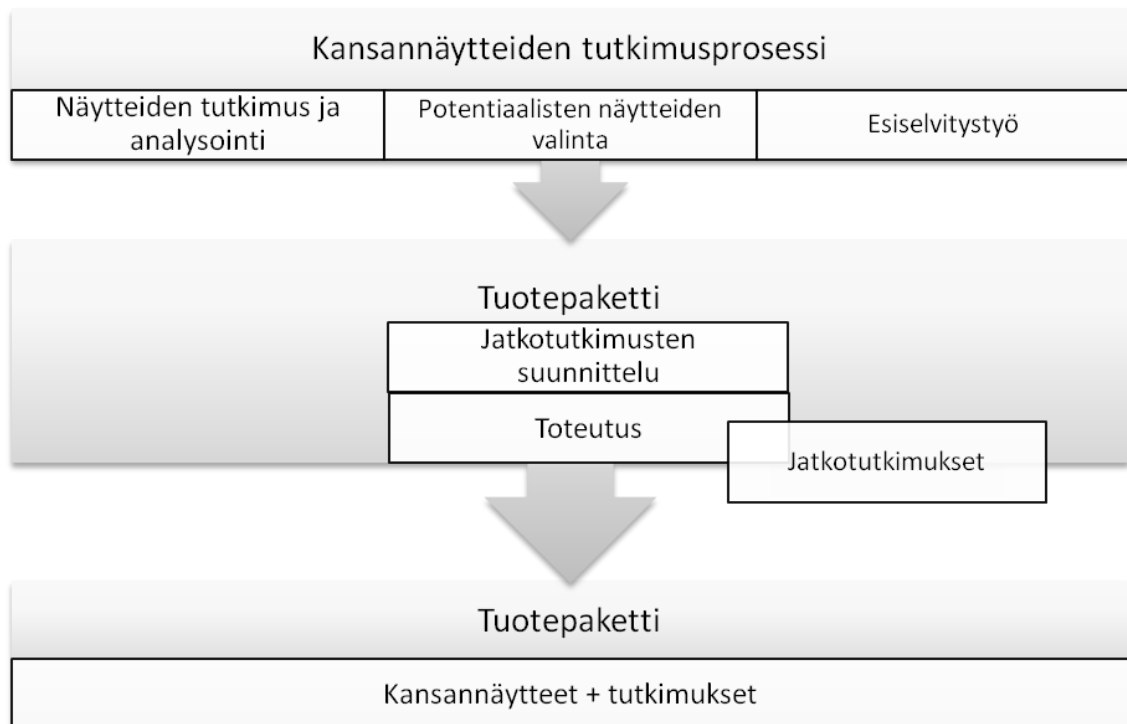 Kansannäytteiden tutkimusprosessi
Näytteiden tutkimus ja
analysointi
Potentiaalisten näytteiden
valinta
Esiselvitystyö
Tuotepaketti
Jatkotutkimusten
suunnittelu
Toteutus
Jatkotutkimukset
Tuotepaketti
Kansannäytteet + tutkimukset